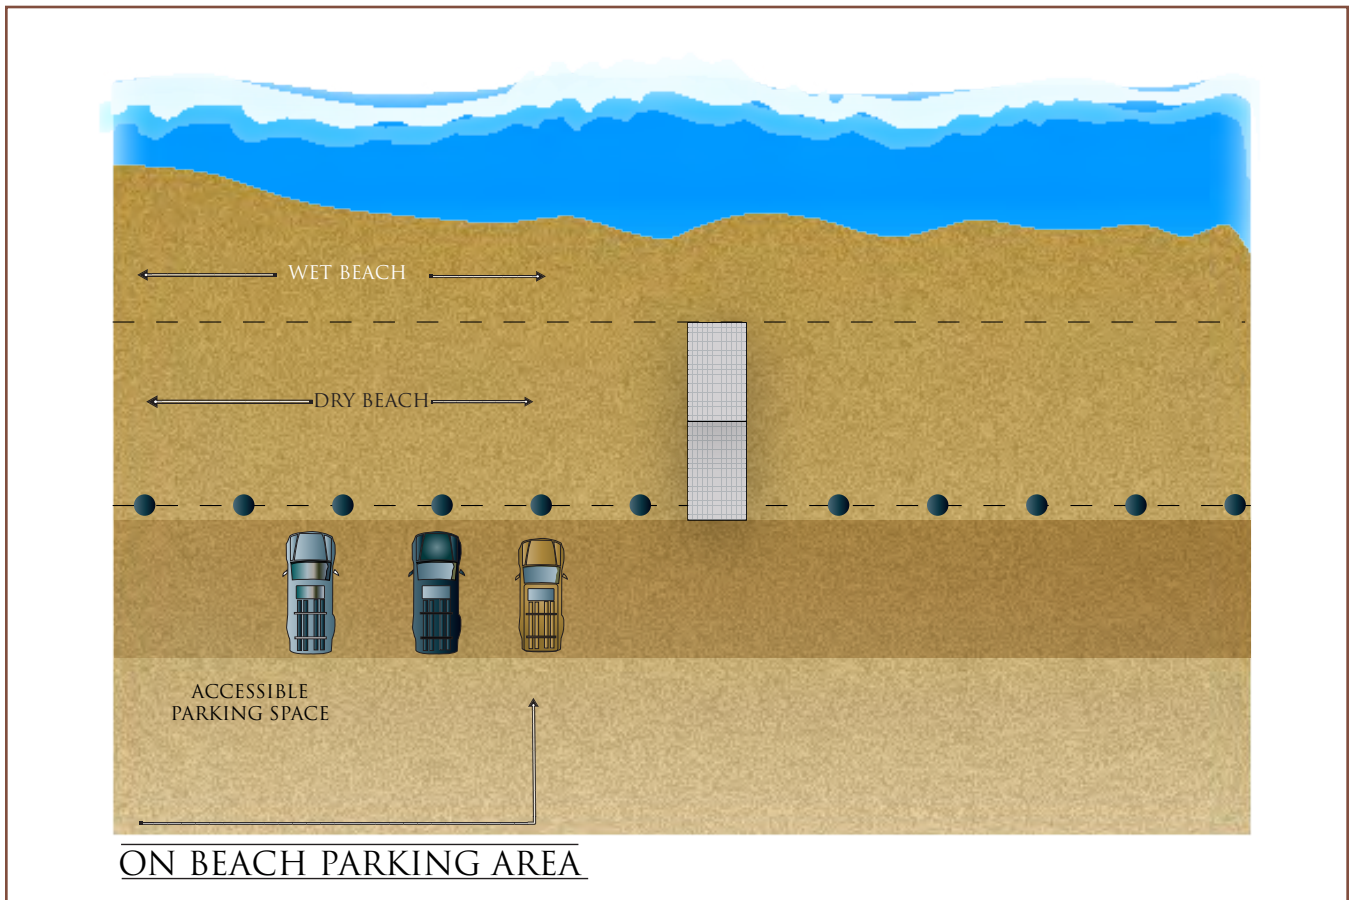 WET BEACH
DRY BEACH
ACCESSIBLE
PARKING SPACE
ON BEACH PARKING AREA